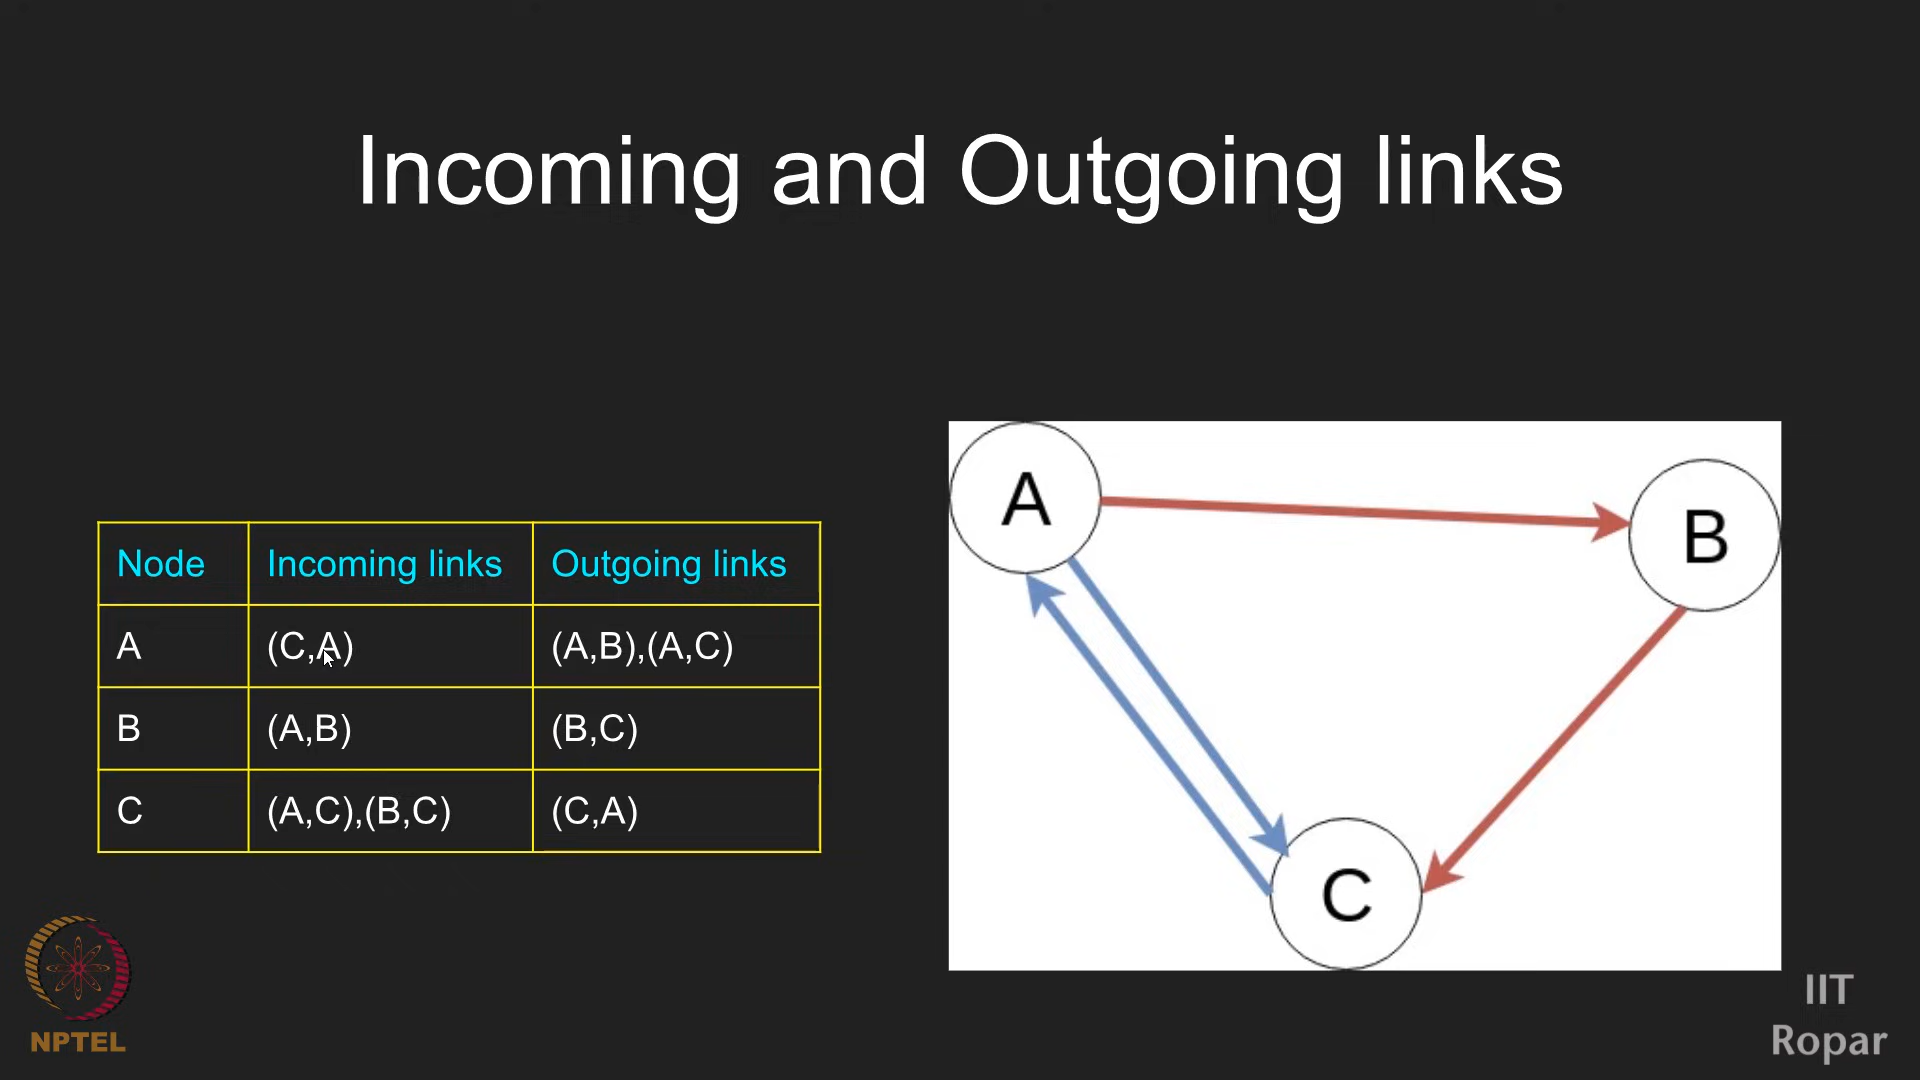 Incoming and Outgoing links
Node Incoming links Outgoing links
A (C,A) (A,B),(A,C)
B (A,B) (B,C)
C (A,C),(B,C) (C,A)
A
B
C
NPTEL
IIT
Ropar